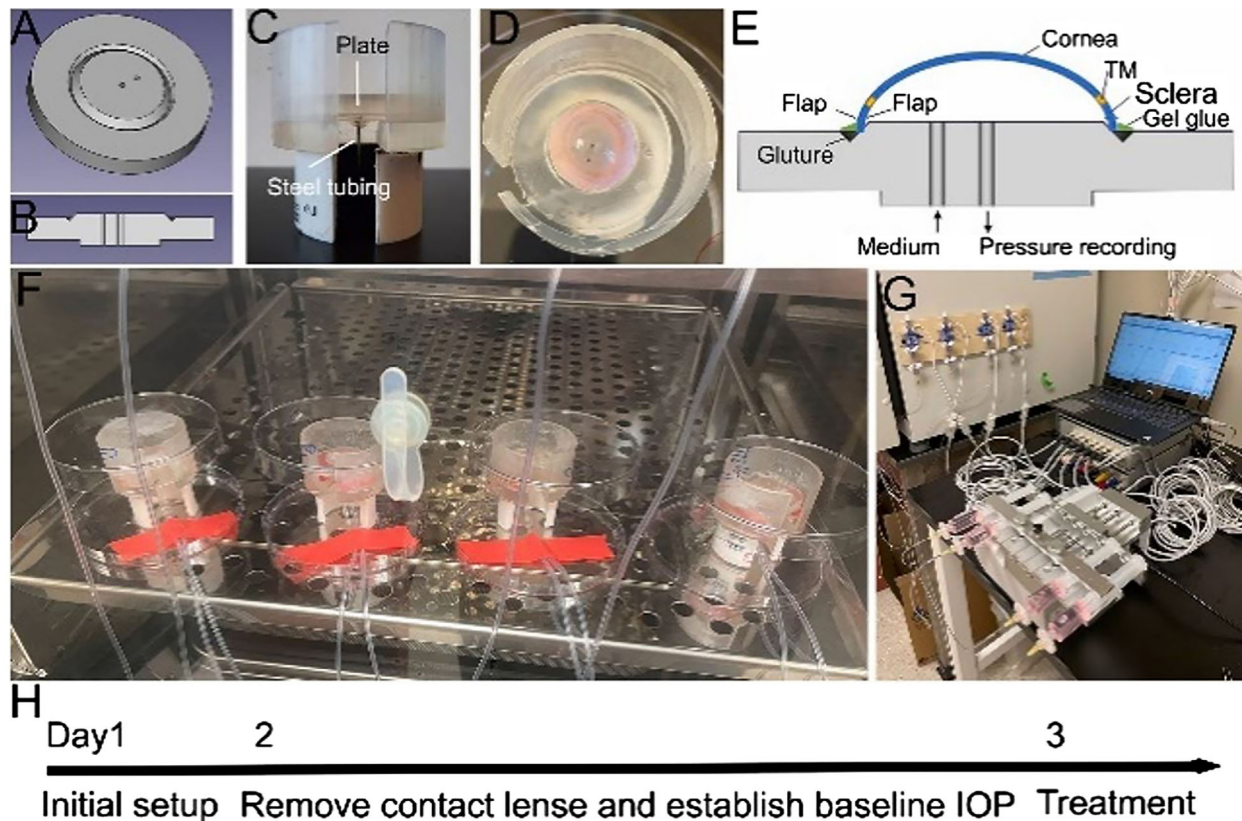 A
B
C
Plate
Steel tubing
D
E
Cornea
TM
Flap
Flap
Sclera
Gel glue
Gluture
Medium
Pressure recording
F
G
H
Day1 2 3
Initial setup Remove contact lense and establish baseline IOP Treatment